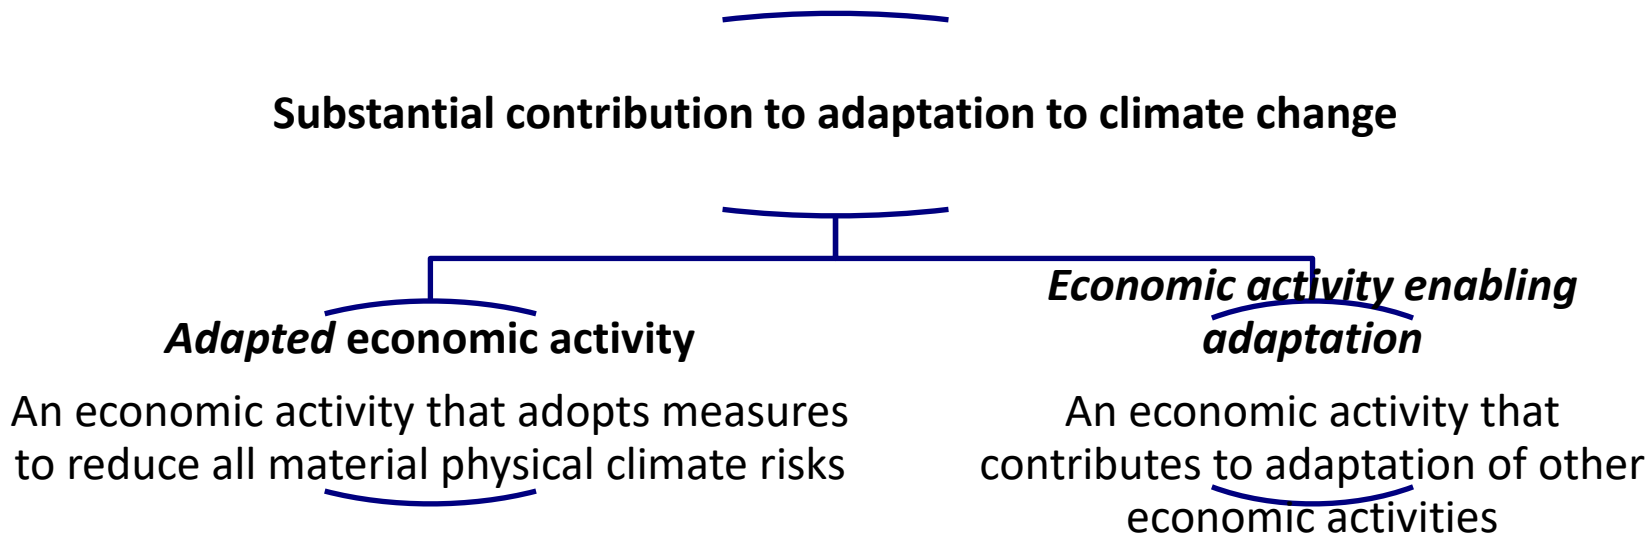 Substantial contribution to adaptation to climate change
Adapted economic activity
An economic activity that adopts measures
to reduce all material physical climate risks
Economic activity enabling
adaptation
An economic activity that
contributes to adaptation of other
economic activities